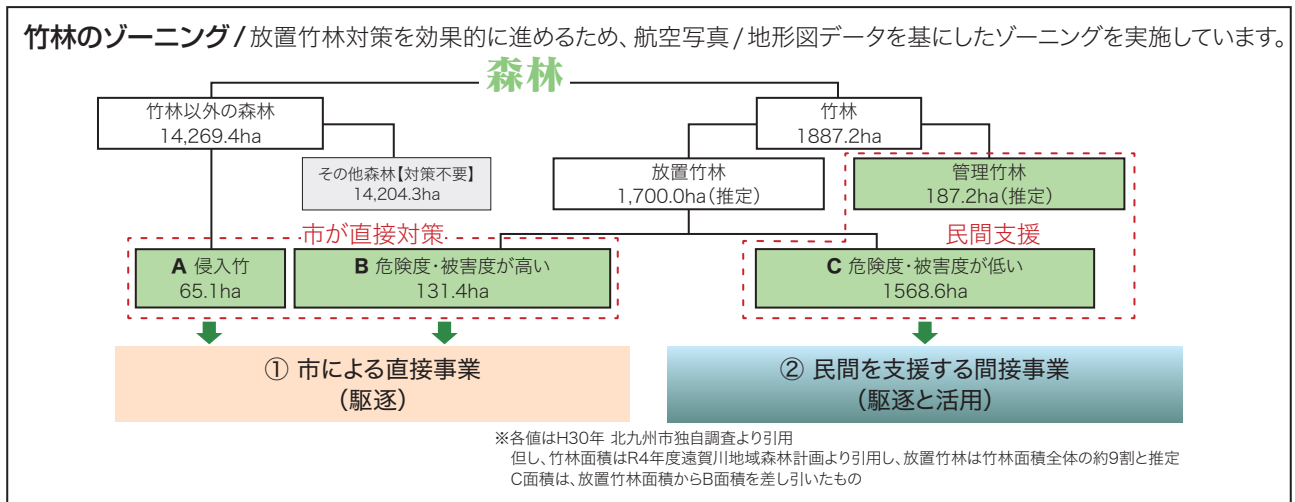 竹林のゾーニング/放置竹林対策を効果的に進めるため、航空写真/地形図データを基にしたゾーニングを実施しています。
森林
竹林以外の森林
14,269.4ha
竹林
1887.2ha
その他森林【対策不要】
14,204.3ha
放置竹林
1,700.0ha(推定)
管理竹林
187.2ha(推定)
市が直接対策
民間支援
A 侵入竹
65.1ha
B 危険度・被害度が高い
131.4ha
C 危険度・被害度が低い
1568.6ha
① 市による直接事業
(駆逐)
② 民間を支援する間接事業
(駆逐と活用)
※各値はH30年 北九州市独自調査より引用
但し、竹林面積はR4年度遠賀川地域森林計画より引用し、放置竹林は竹林面積全体の約9割と推定
C面積は、放置竹林面積からB面積を差し引いたもの